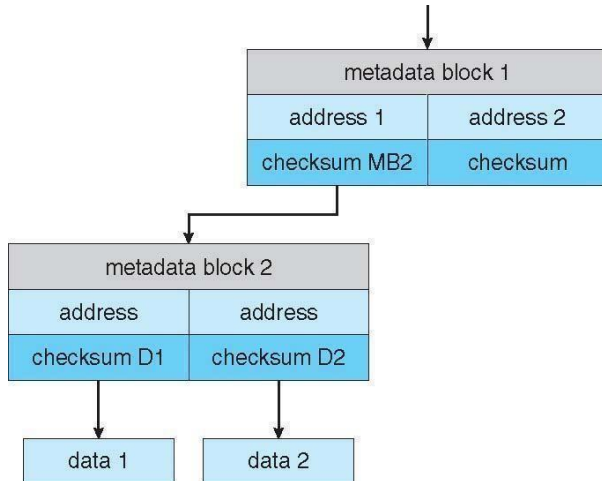 metadata block 1
address 1 address 2
checksum MB2 checksum
metadata block 2
address address
checksum D1 checksum D2
data 1 data 2